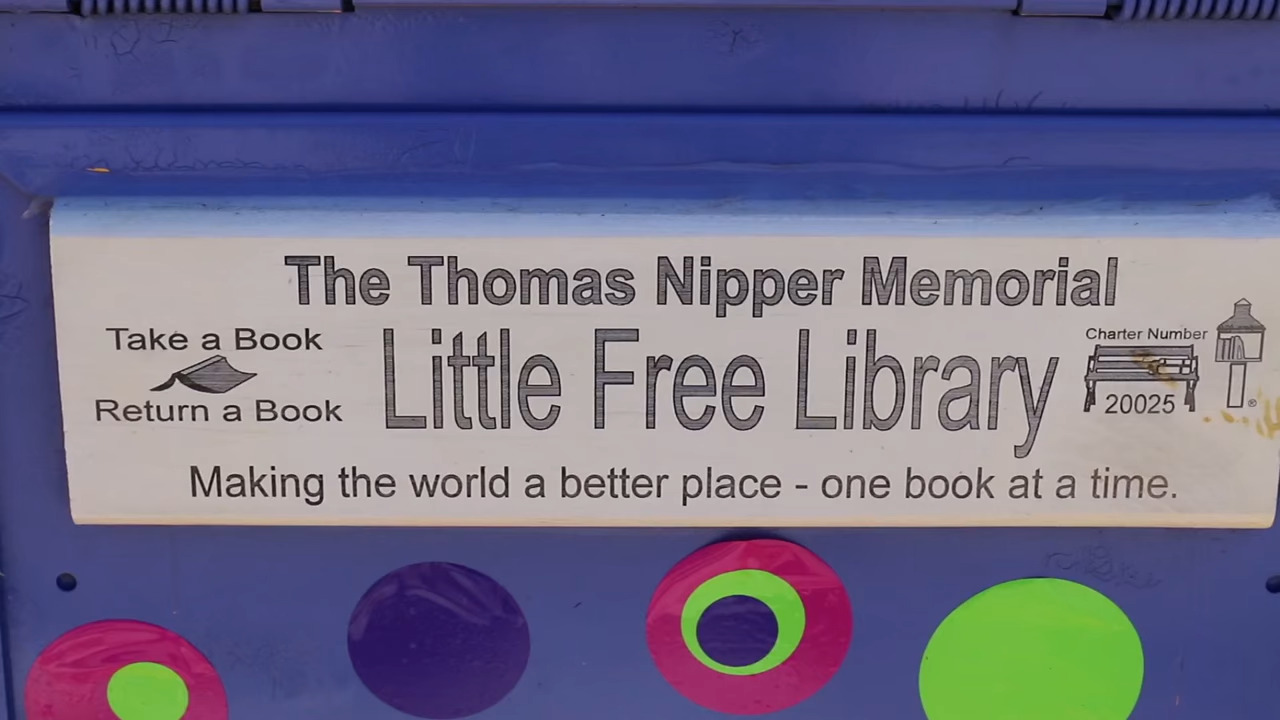 The Thomas Nipper Memorial
Take a Book
Return a Book
Little Free Library
Charter Number
20025
®
Making the world a better place - one book at a time.